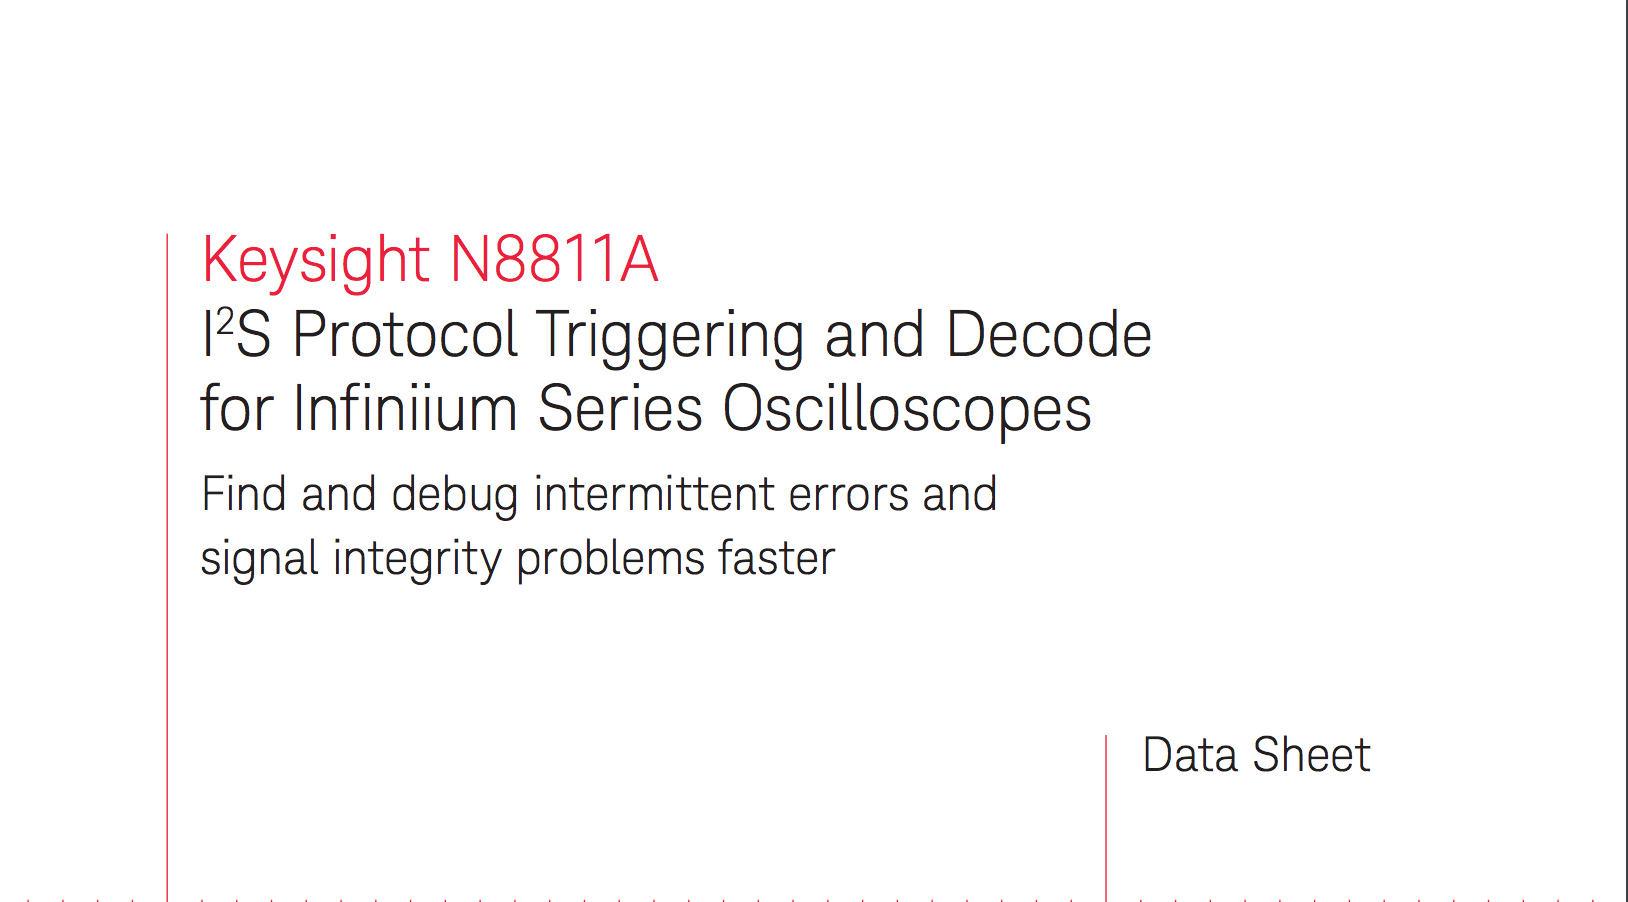 Keysight N8811A
I²S Protocol Triggering and Decode
for Infiniium Series Oscilloscopes
Find and debug intermittent errors and
signal integrity problems faster
Data Sheet